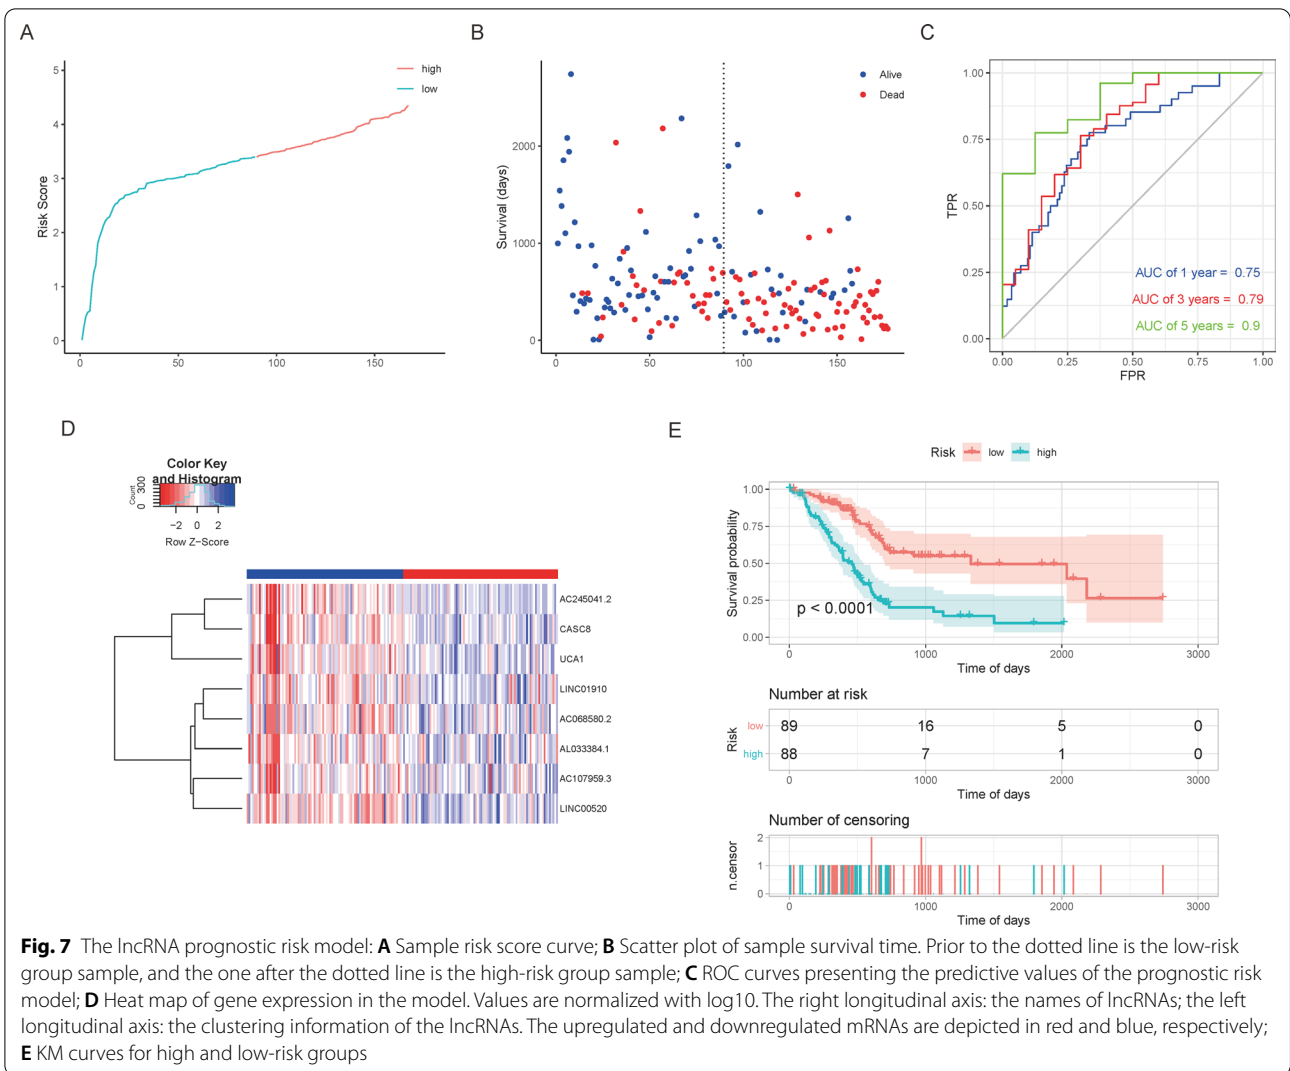 A
5
4
3
2
1
0
0
50
100
150
Risk Score
high
low
B
2000
1000
0
0
50
100
150
Survival (days)
Alive
Dead
C
1.00
0.75
0.50
0.25
0.00
0.00
0.25
0.50
0.75
1.00
TPR
FPR
AUC of 1 year = 0.75
AUC of 3 years = 0.79
AUC of 5 years = 0.9
D
Color Key
and Histogram
Count
0
300
−2
0
2
Row Z−Score
AC245041.2
CASC8
UCA1
LINC01910
AC068580.2
AL033384.1
AC107959.3
LINC00520
E
Risk
low
high
1.00
0.75
0.50
0.25
0.00
Survival probability
p < 0.0001
0
1000
2000
3000
Time of days
Number at risk
Risk
low
89
16
5
0
high
88
7
1
0
0
1000
2000
3000
Time of days
Number of censoring
n.censor
2
1
0
0
1000
2000
3000
Time of days
Fig. 7 The lncRNA prognostic risk model: A Sample risk score curve; B Scatter plot of sample survival time. Prior to the dotted line is the low-risk
group sample, and the one after the dotted line is the high-risk group sample; C ROC curves presenting the predictive values of the prognostic risk
model; D Heat map of gene expression in the model. Values are normalized with log10. The right longitudinal axis: the names of lncRNAs; the left
longitudinal axis: the clustering information of the lncRNAs. The upregulated and downregulated mRNAs are depicted in red and blue, respectively;
E KM curves for high and low-risk groups